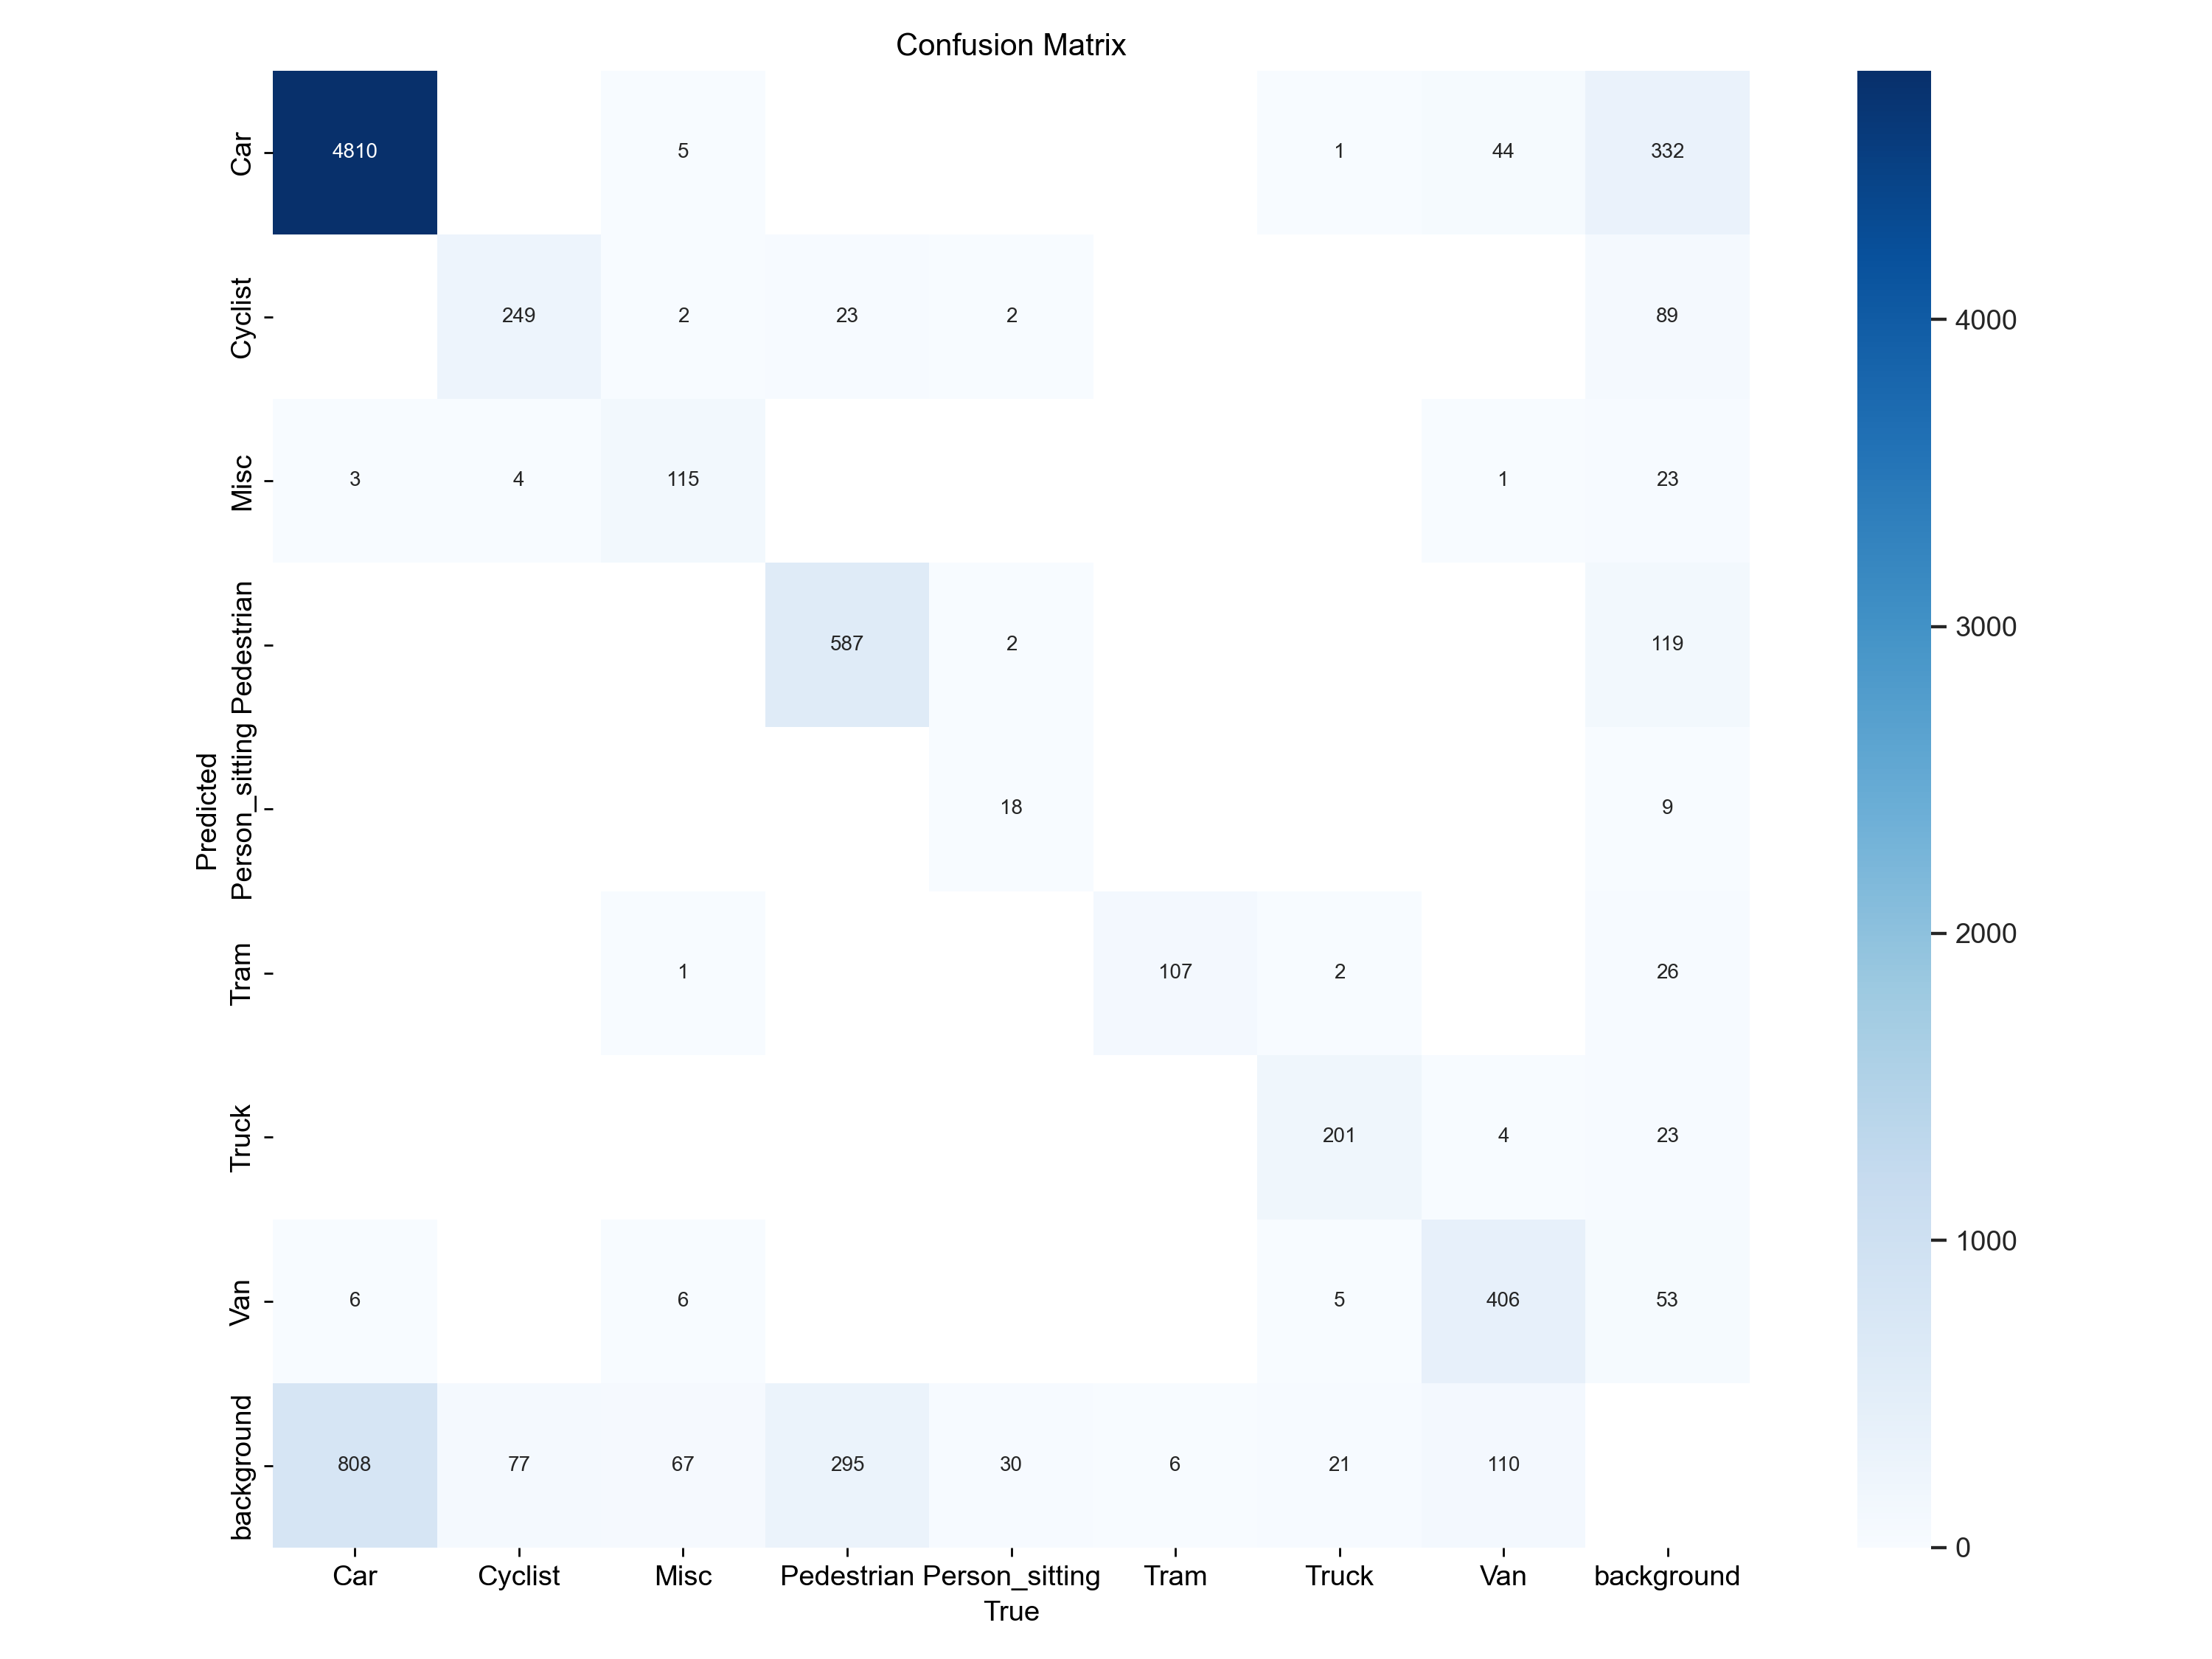 Confusion Matrix
Car 4810 5 1 44 332
Cyclist 249 2 23 2 89
4000
Misc 3 4 115 1 23
Pedestrian 587 2 119
3000
Predicted
Person_sitting 18 9
2000
Tram 1 107 2 26
Truck 201 4 23
1000
Van 6 6 5 406 53
background 808 77 67 295 30 6 21 110
0
Car Cyclist Misc Pedestrian Person_sitting Tram Truck Van background
True